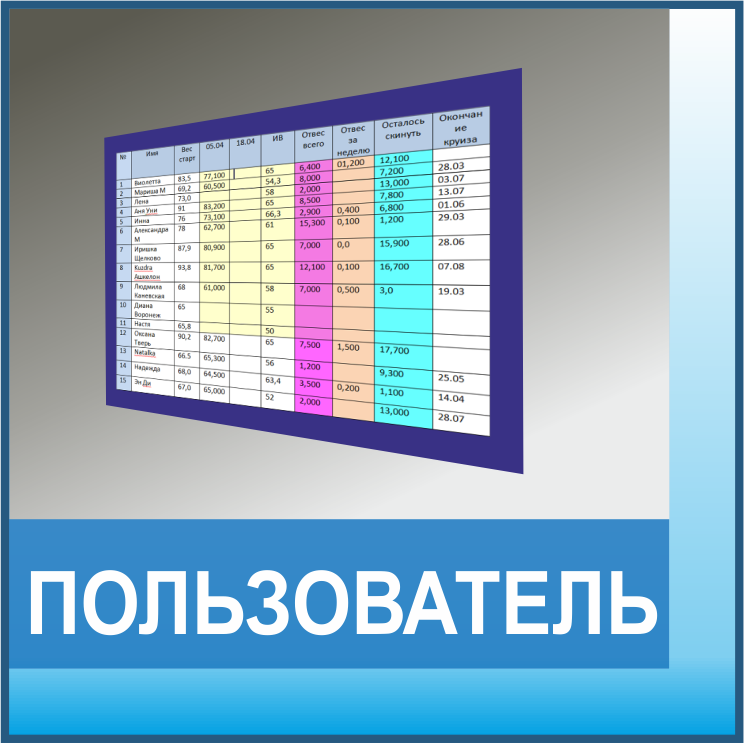 № Имя Вес старт 05.04 18.04 ИВ Отвес всего Отвес за неделю Осталось скинуть Окончание круиза
1 Виолетта 83,5 77,100 65 6,400 01,200 12,100
2 Мариша М 69,2 60,500 54,3 8,000 7,200 28.03
3 Лена 73,0 58 2,000 13,000 03.07
4 Аня Уни 91 83,200 65 8,500 7,800 13.07
5 Инна 76 73,100 66,3 2,900 0,400 6,800 01.06
6 Александра М 78 62,700 61 15,300 0,100 1,200 29.03
7 Иришка Щелково 87,9 80,900 65 7,000 0,0 15,900 28.06
8 Kuzdra Ашкелон 93,8 81,700 65 12,100 0,100 16,700 07.08
9 Людмила Каневская 68 61,000 58 7,000 0,500 3,0 19.03
10 Диана Воронеж 65 55
11 Настя 65,8 50
12 Оксана Тверь 90,2 82,700 65 7,500 1,500 17,700
13 Natalka 66.5 65,300 56 1,200 9,300 25.05
14 Надежда 68,0 64,500 63,4 3,500 0,200 1,100 14.04
15 Эн Ди 67,0 65,000 52 2,000 13,000 28.07
ПОЛЬЗОВАТЕЛЬ